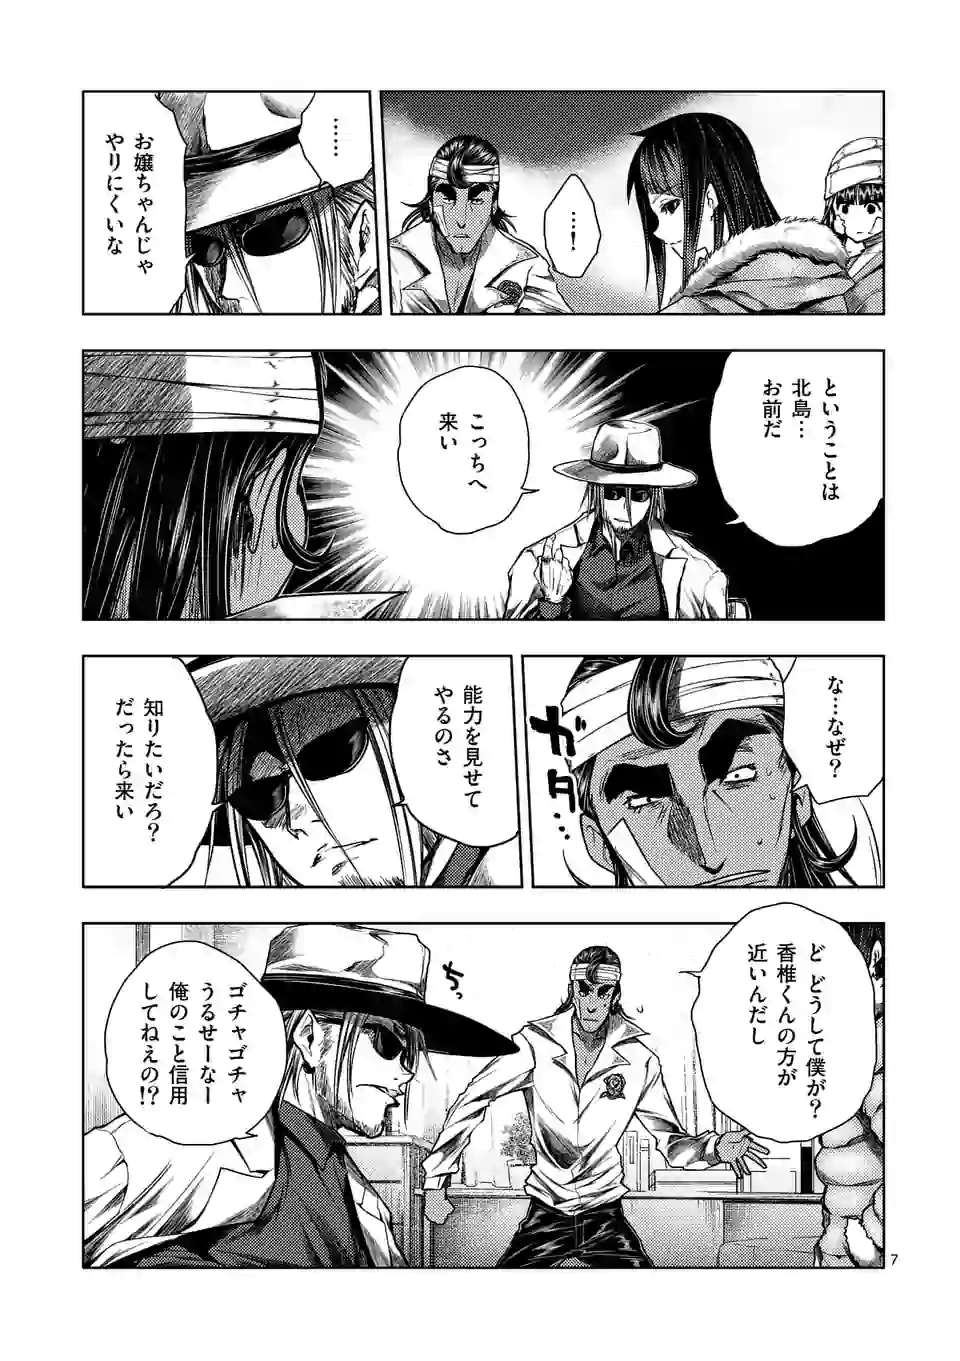 …!
……
お嬢ちゃんじゃ
やりにくいな
ということは
北島…
お前だ
こっちへ
来い
な…なぜ?
ガタ…
能力を見せて
やるのさ
知りたいだろ?
だったら来い
ど どうして僕が?
香椎くんの方が
近いんだし
ちっ
ゴチャゴチャ
うるせーなー
俺のこと信用
してねえの!?
7